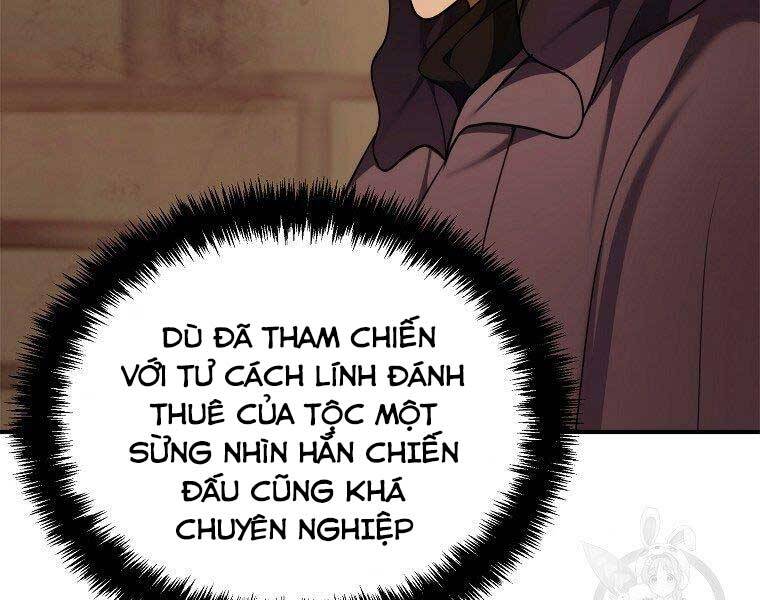 DÙ ĐÃ THAM CHIẾN
VỚI TƯ CÁCH LÍNH ĐÁNH
THUÊ CỦA TỘC MỘT
SỪNG NHÌN HẮN CHIẾN
ĐẤU CŨNG KHÁ
CHUYÊN NGHIỆP